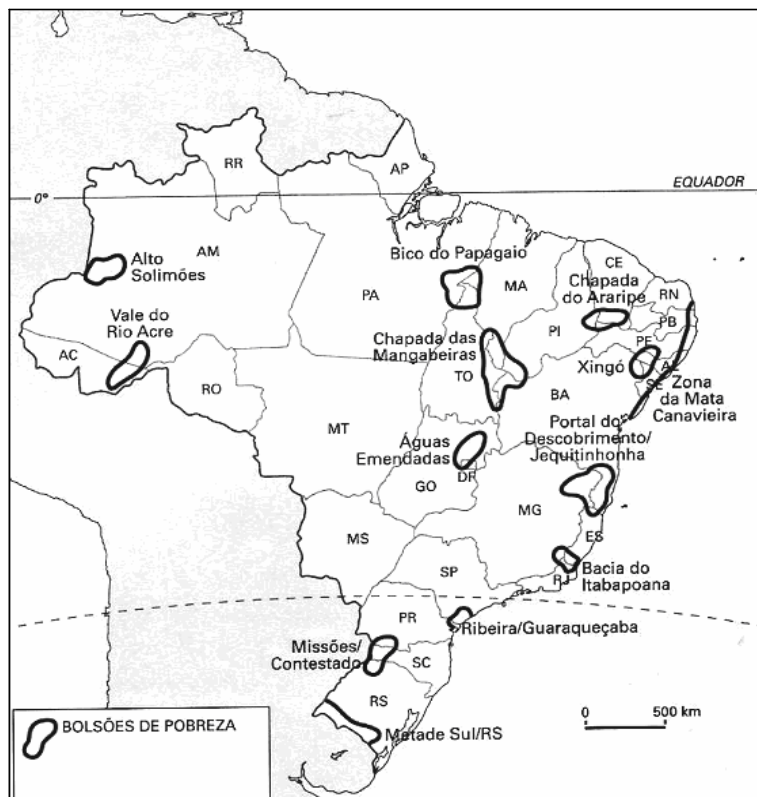 RR
AP
EQUADOR
0°
Alto
Solimões
AM
Bico do Papagaio
PA
MA
CE
Chapada
do Araripe
RN
PB
Vale do
Rio Acre
PI
PE
AC
Chapada das
Mangabeiras
Xingó
AL
SE
Zona
da Mata
Canavieira
RO
TO
BA
MT
Portal do
Descobrimento/
Jequitinhonha
Águas
Emendadas
DF
GO
MG
ES
MS
Bacia do
Itabapoana
SP
RJ
PR
Ribeira/Guaraqueçaba
Missões/
Contestado
SC
RS
Metade Sul/RS
BOLSÕES DE POBREZA
0 500 km